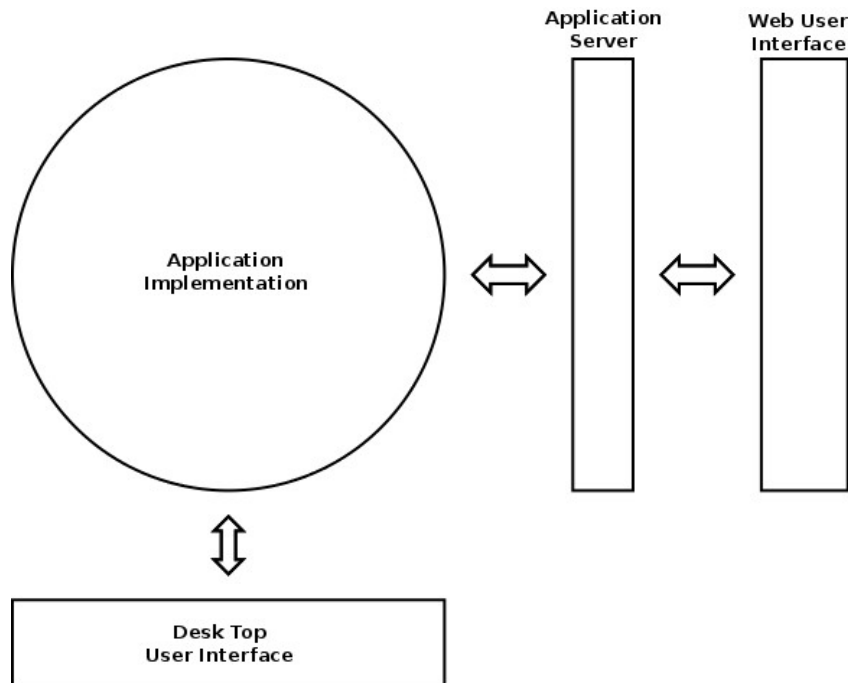 Application
Server
Web User
Interface
Application
Implementation
Desk Top
User Interface